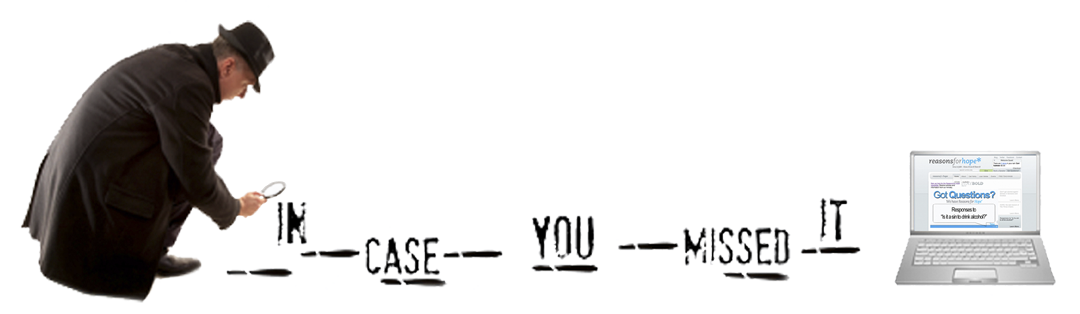 IN CASE YOU MISSED IT
reasonsforhope*
Got Questions?
Responses to
"Is it a sin to drink alcohol?"